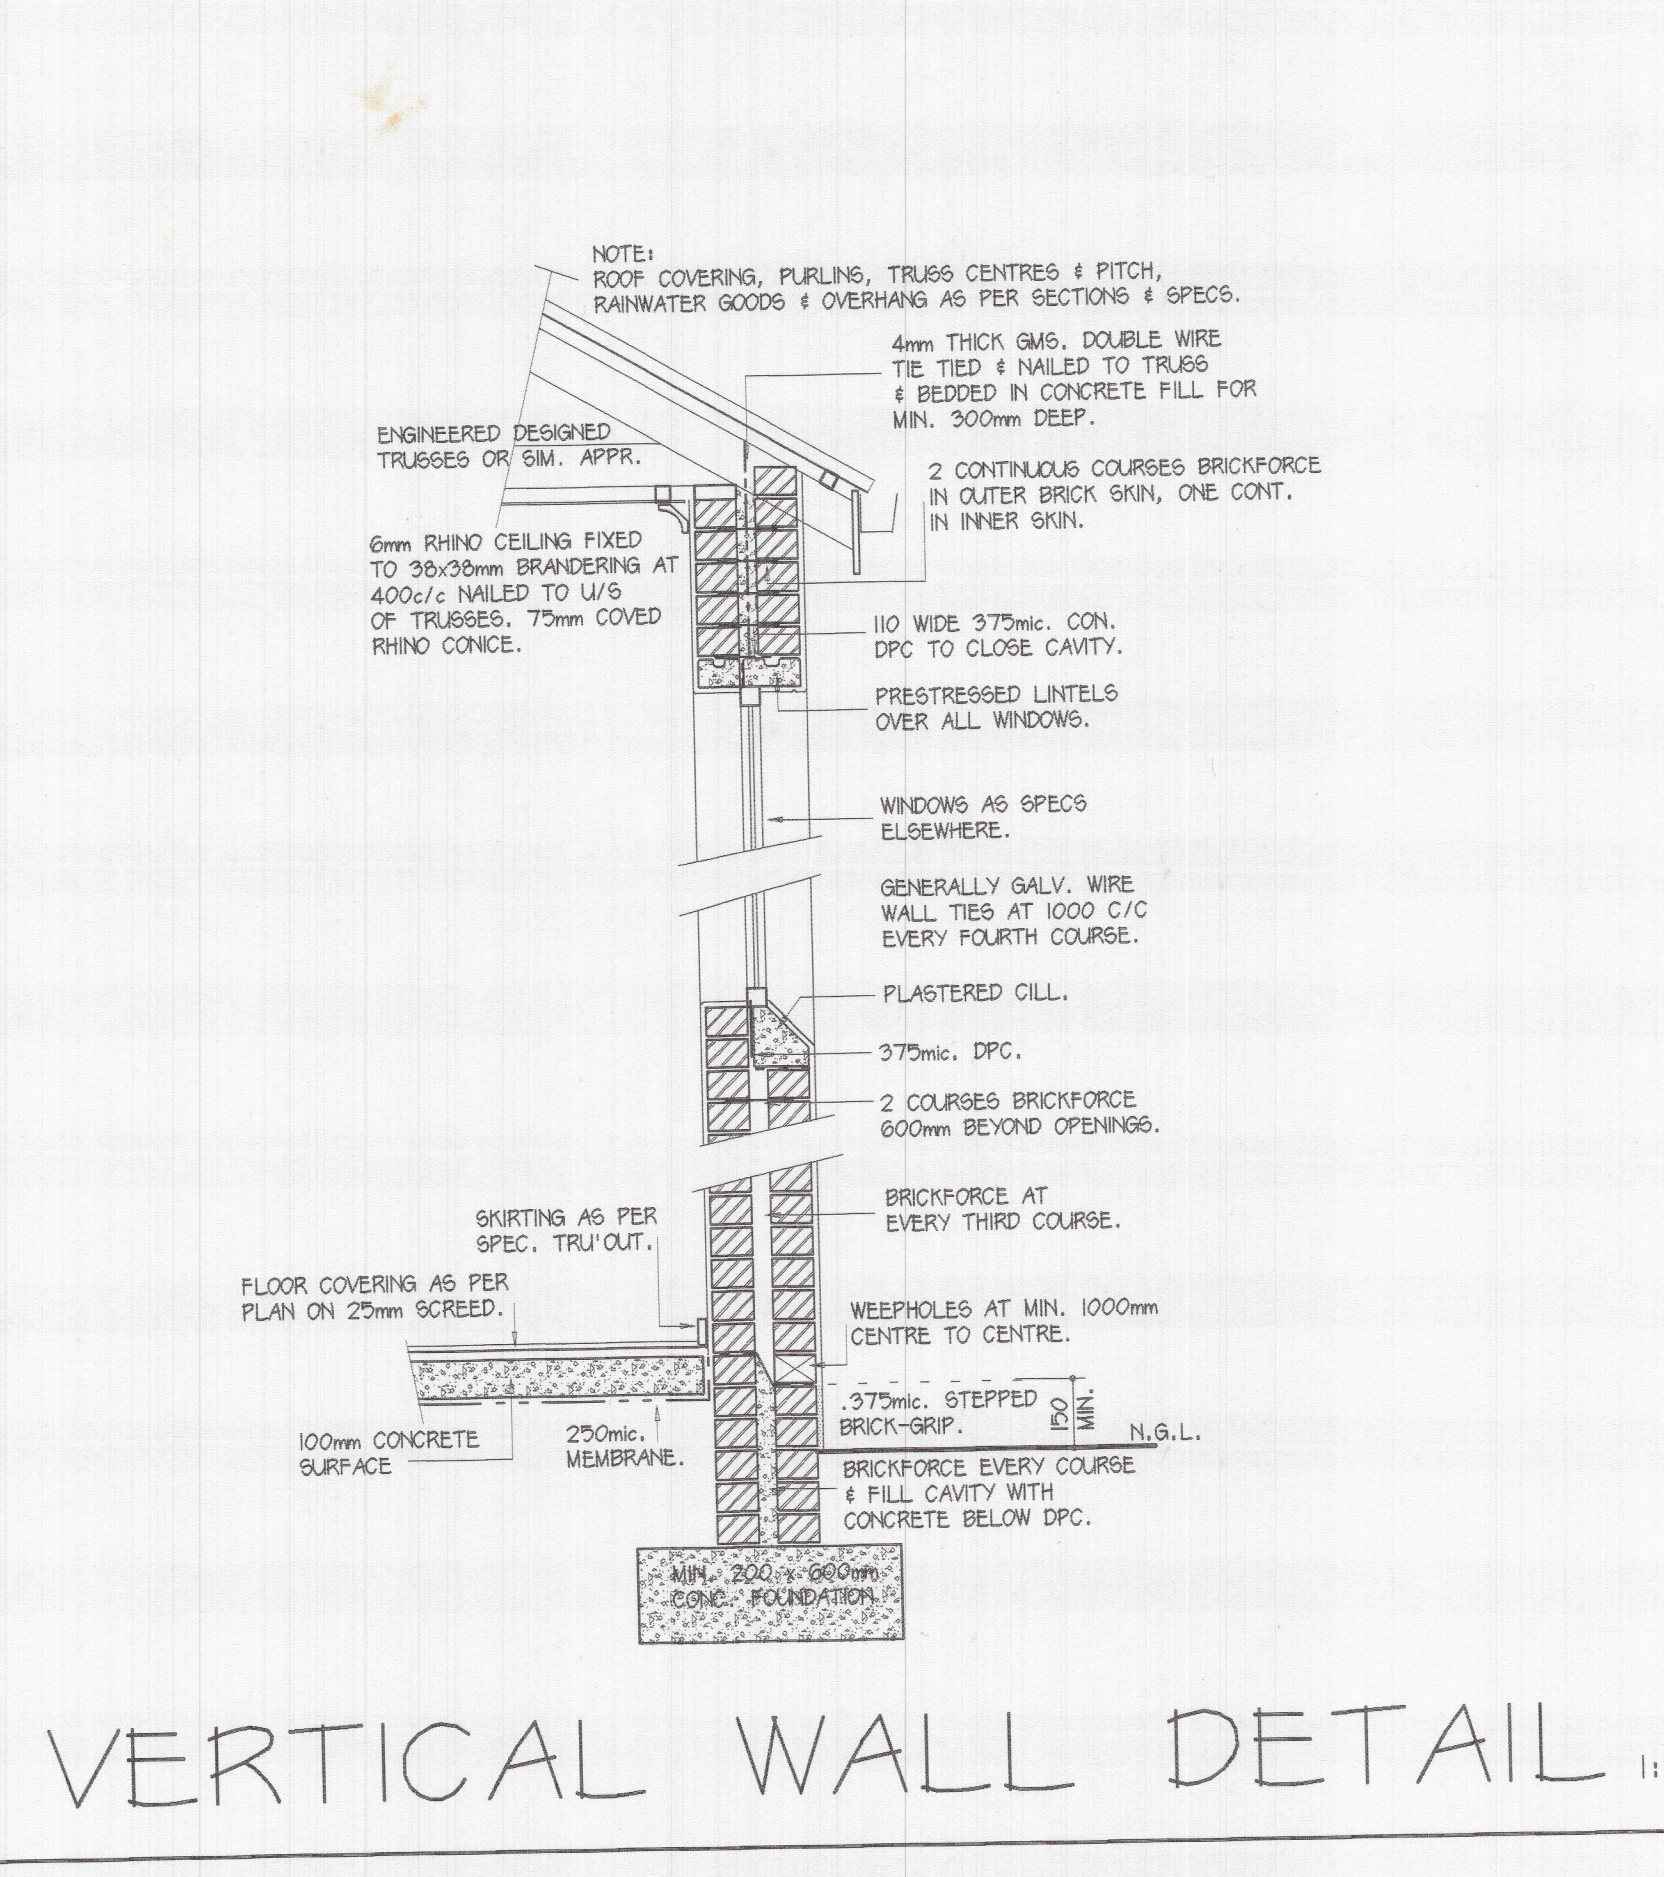 NOTE:
ROOF COVERING, PURLINS, TRUSS CENTRES & PITCH,
RAINWATER GOODS & OVERHANG AS PER SECTIONS & SPECS.
4mm THICK GMS. DOUBLE WIRE
TIE TIED & NAILED TO TRUSS
& BEDDED IN CONCRETE FILL FOR
MIN. 300mm DEEP.
ENGINEERED DESIGNED
TRUSSES OR SIM. APPR.
2 CONTINUOUS COURSES BRICKFORCE
IN OUTER BRICK SKIN, ONE CONT.
IN INNER SKIN.
6mm RHINO CEILING FIXED
TO 38x38mm BRANDERING AT
400c/c NAILED TO U/S
OF TRUSSES. 75mm COVED
RHINO CONICE.
110 WIDE 375mic. CON.
DPC TO CLOSE CAVITY.
PRESTRESSED LINTELS
OVER ALL WINDOWS.
WINDOWS AS SPECS
ELSEWHERE.
GENERALLY GALV. WIRE
WALL TIES AT 1000 C/C
EVERY FOURTH COURSE.
PLASTERED CILL.
375mic. DPC.
2 COURSES BRICKFORCE
600mm BEYOND OPENINGS.
BRICKFORCE AT
EVERY THIRD COURSE.
SKIRTING AS PER
SPEC. TRU'OUT.
FLOOR COVERING AS PER
PLAN ON 25mm SCREED.
WEEPHOLES AT MIN. 1000mm
CENTRE TO CENTRE.
.375mic. STEPPED
BRICK-GRIP.
150
MIN.
N.G.L.
100mm CONCRETE
SURFACE
250mic.
MEMBRANE.
BRICKFORCE EVERY COURSE
& FILL CAVITY WITH
CONCRETE BELOW DPC.
MIN. 200 x 600mm
CONC. FOUNDATION.
VERTICAL WALL DETAIL 1: